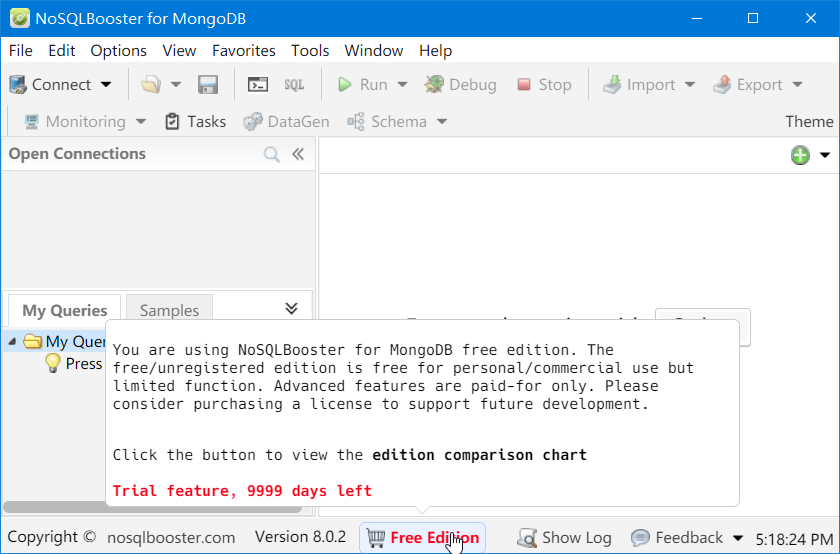 NoSQLBooster for MongoDB
File Edit Options View Favorites Tools Window Help
Connect SQL Run Debug Stop Import Export
Monitoring Tasks DataGen Schema Theme
Open Connections
My Queries Samples
My Quer
Press
You are using NoSQLBooster for MongoDB free edition. The
free/unregistered edition is free for personal/commercial use but
limited function. Advanced features are paid-for only. Please
consider purchasing a license to support future development.
Click the button to view the edition comparison chart
Trial feature, 9999 days left
Copyright © nosqlbooster.com Version 8.0.2 Free Edition Show Log Feedback 5:18:24 PM